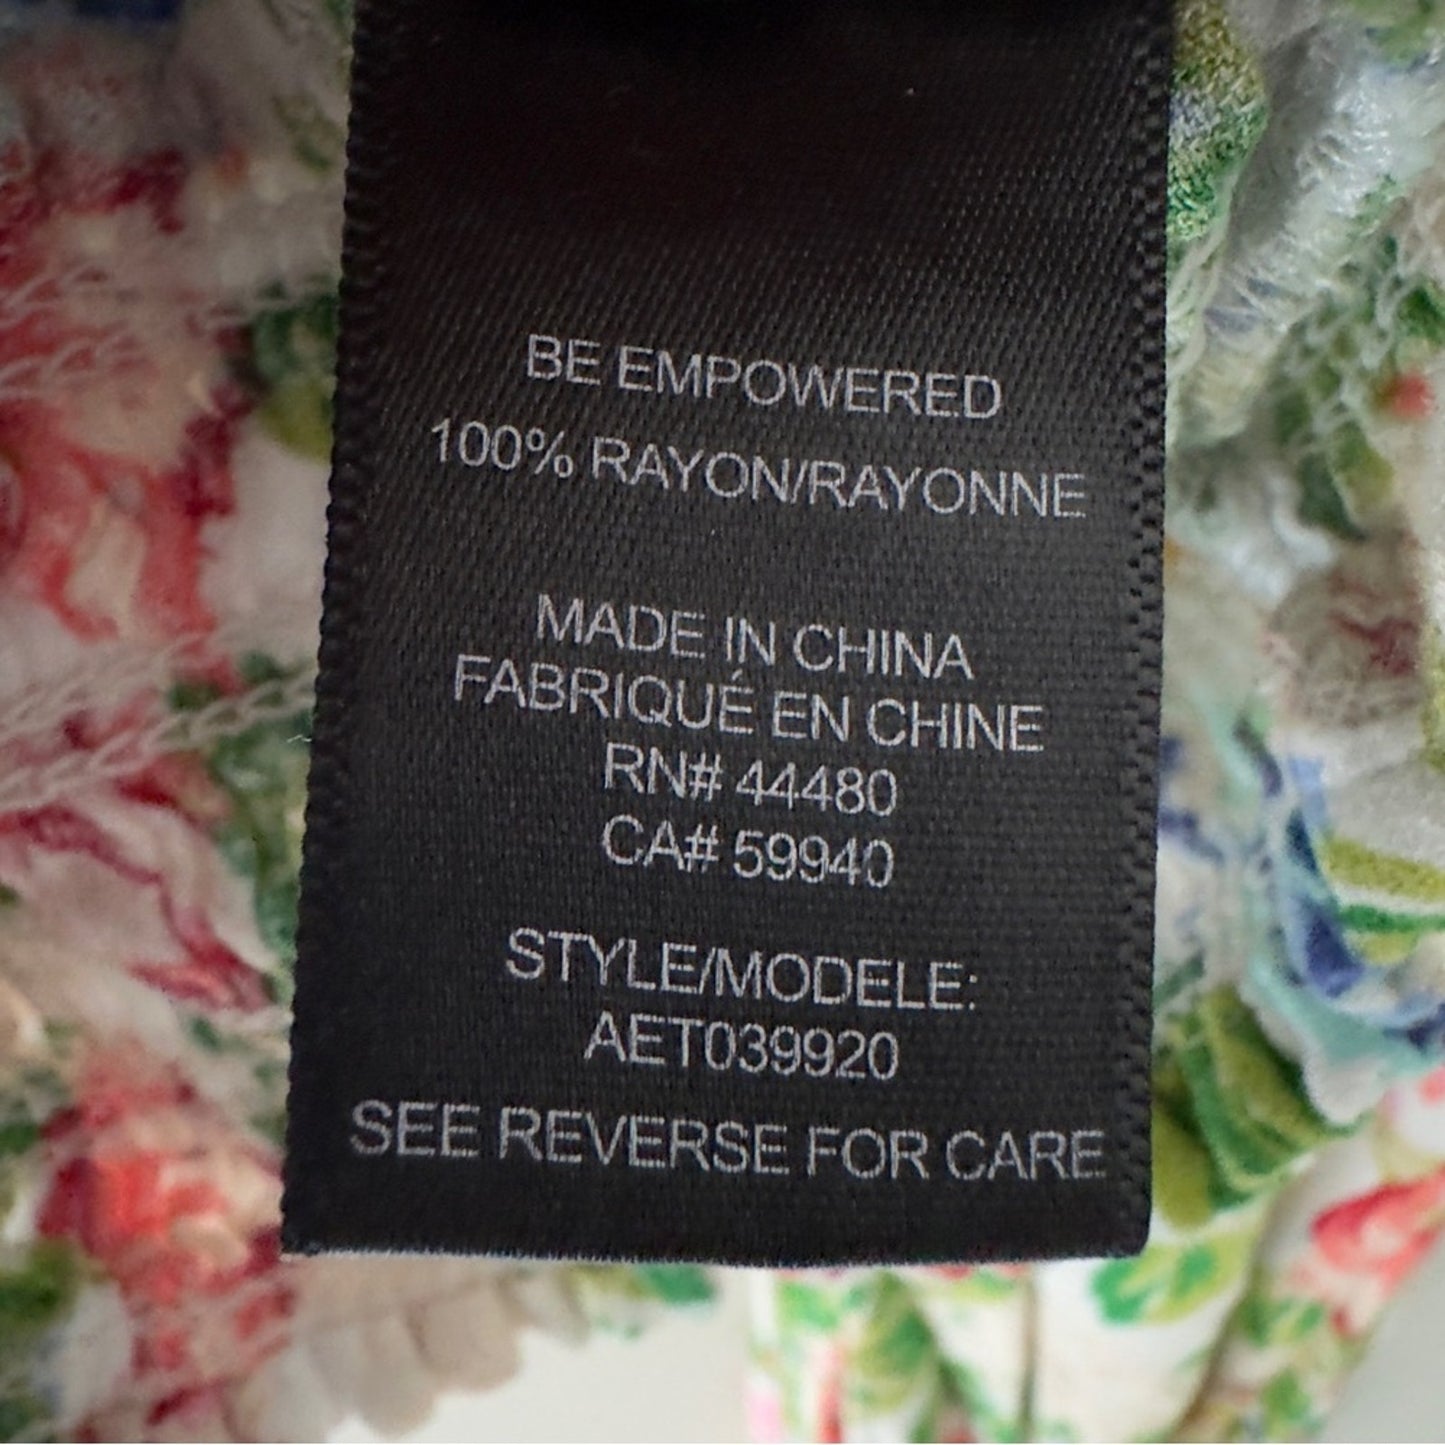 BE EMPOWERED
100% RAYON/RAYONNE
MADE IN CHINA
FABRIQUÉ EN CHINE
RN# 44480
CA# 59940
STYLE/MODELE:
AET039920
SEE REVERSE FOR CARE